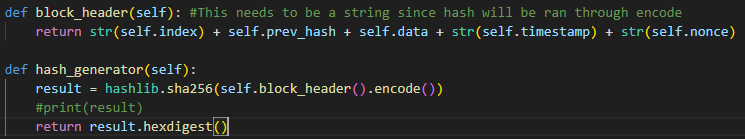 def block_header(self): #This needs to be a string since hash will be ran through encode
    return str(self.index) + self.prev_hash + self.data + str(self.timestamp) + str(self.nonce)

def hash_generator(self):
    result = hashlib.sha256(self.block_header().encode())
    #print(result)
    return result.hexdigest()